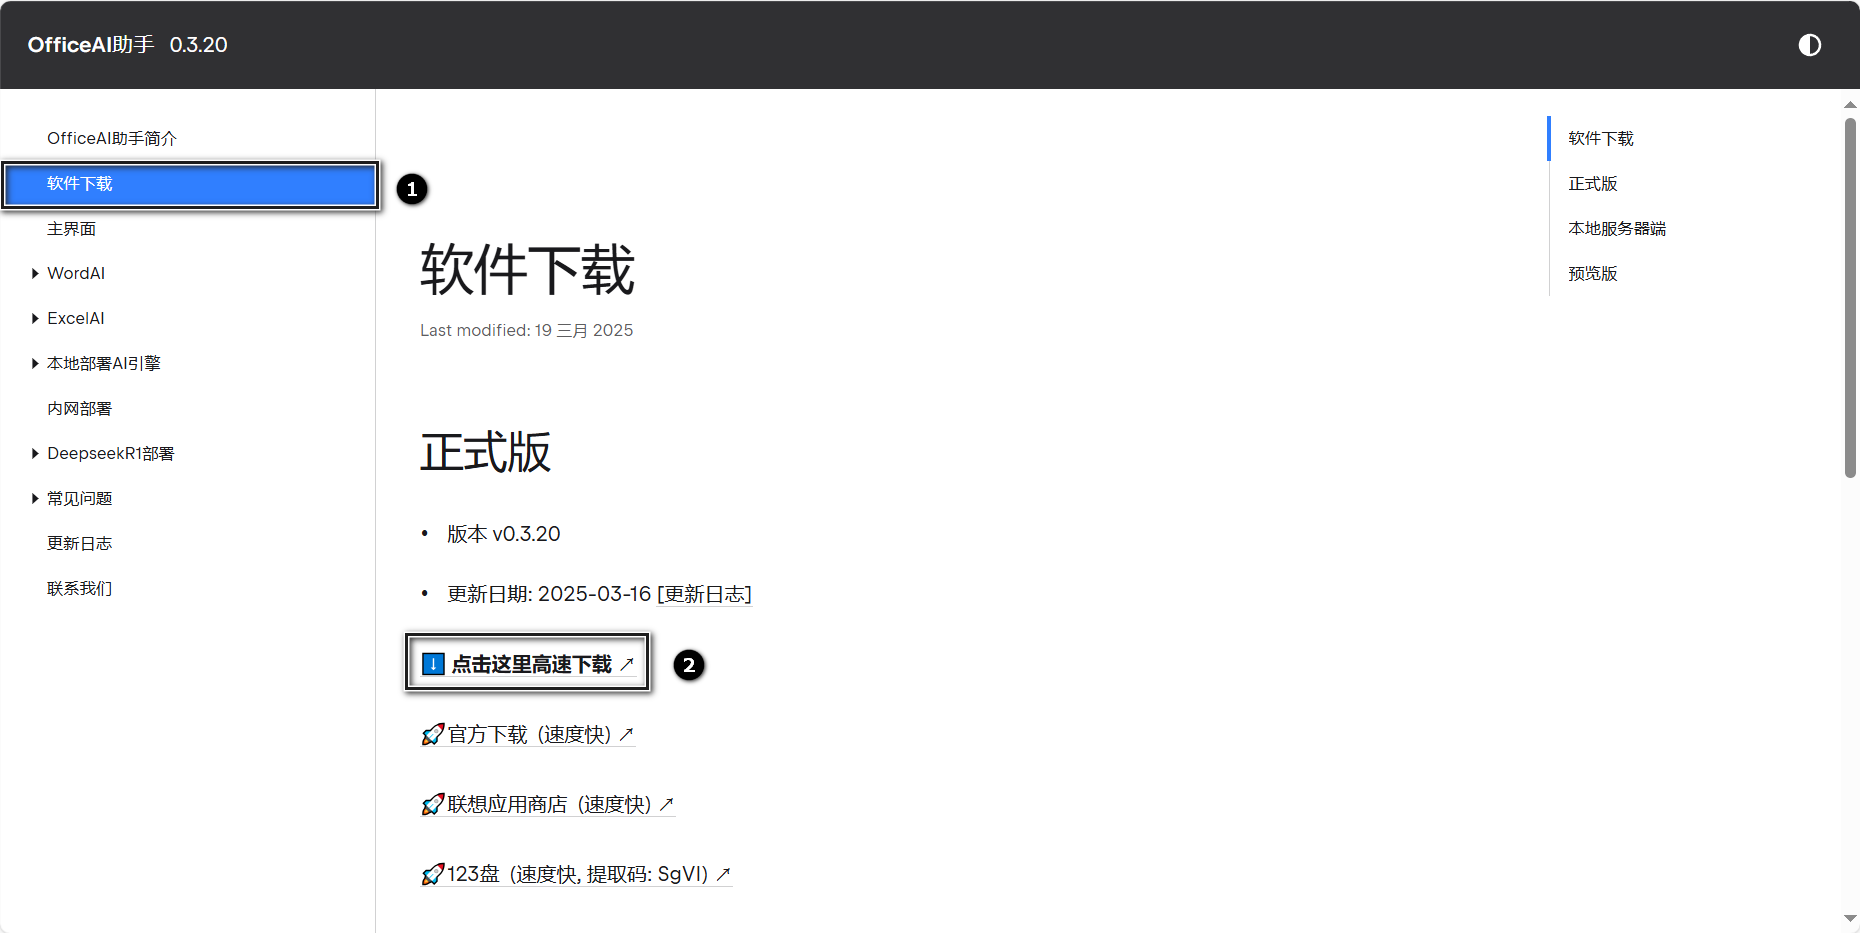 OfficeAI助手 0.3.20
OfficeAI助手简介
软件下载
1
主界面
WordAI
ExcelAI
本地部署AI引擎
内网部署
DeepseekR1部署
常见问题
更新日志
联系我们
软件下载
Last modified: 19 三月 2025
正式版
• 版本 v0.3.20
• 更新日期: 2025-03-16 [更新日志]
点击这里高速下载 ↗
2
🚀官方下载（速度快）↗
🚀联想应用商店（速度快）↗
🚀123盘（速度快, 提取码: SgVI）↗
软件下载
正式版
本地服务器端
预览版